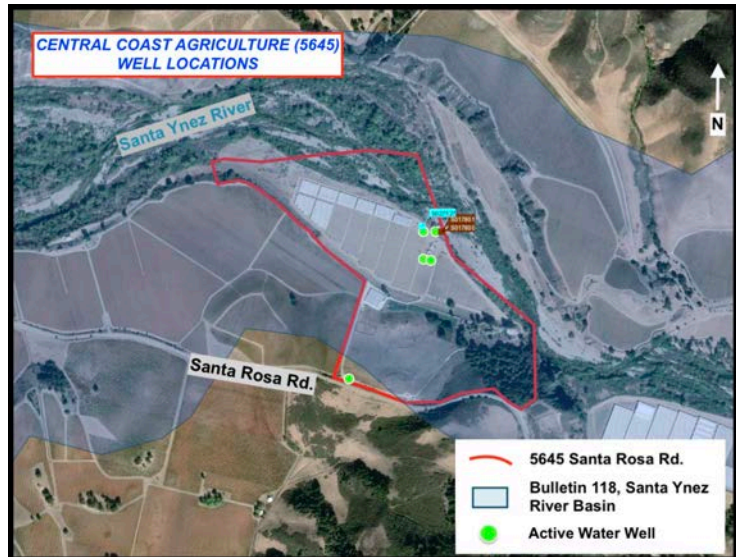 CENTRAL COAST AGRICULTURE (5645)
WELL LOCATIONS
Santa Ynez River
N
Santa Rosa Rd.
5645 Santa Rosa Rd.
Bulletin 118, Santa Ynez
River Basin
Active Water Well